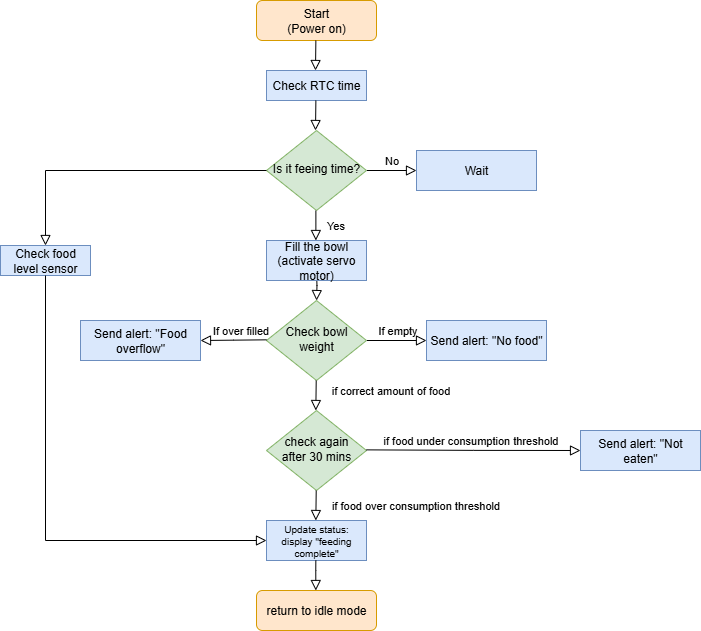 Start
(Power on)
Check RTC time
Is it feeing time?
No
Wait
Yes
Check food
level sensor
Fill the bowl
(activate servo
motor)
Send alert: "Food
overflow"
If over filled
Check bowl
weight
If empty
Send alert: "No food"
if correct amount of food
check again
after 30 mins
if food under consumption threshold
Send alert: "Not
eaten"
if food over consumption threshold
Update status:
display "feeding
complete"
return to idle mode